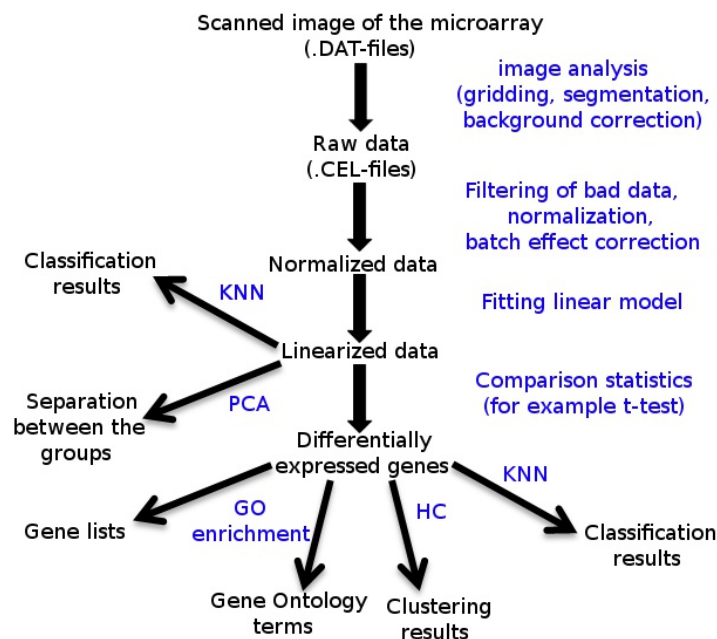 Scanned image of the microarray
(.DAT-files)
image analysis
(gridding, segmentation,
background correction)
Raw data
(.CEL-files)
Filtering of bad data,
normalization,
batch effect correction
Normalized data
Classification
results
KNN
Fitting linear model
Linearized data
Comparison statistics
(for example t-test)
PCA
Separation
between the
groups
Differentially
expressed genes
KNN
GO
enrichment
HC
Gene lists
Classification
results
Gene Ontology
terms
Clustering
results